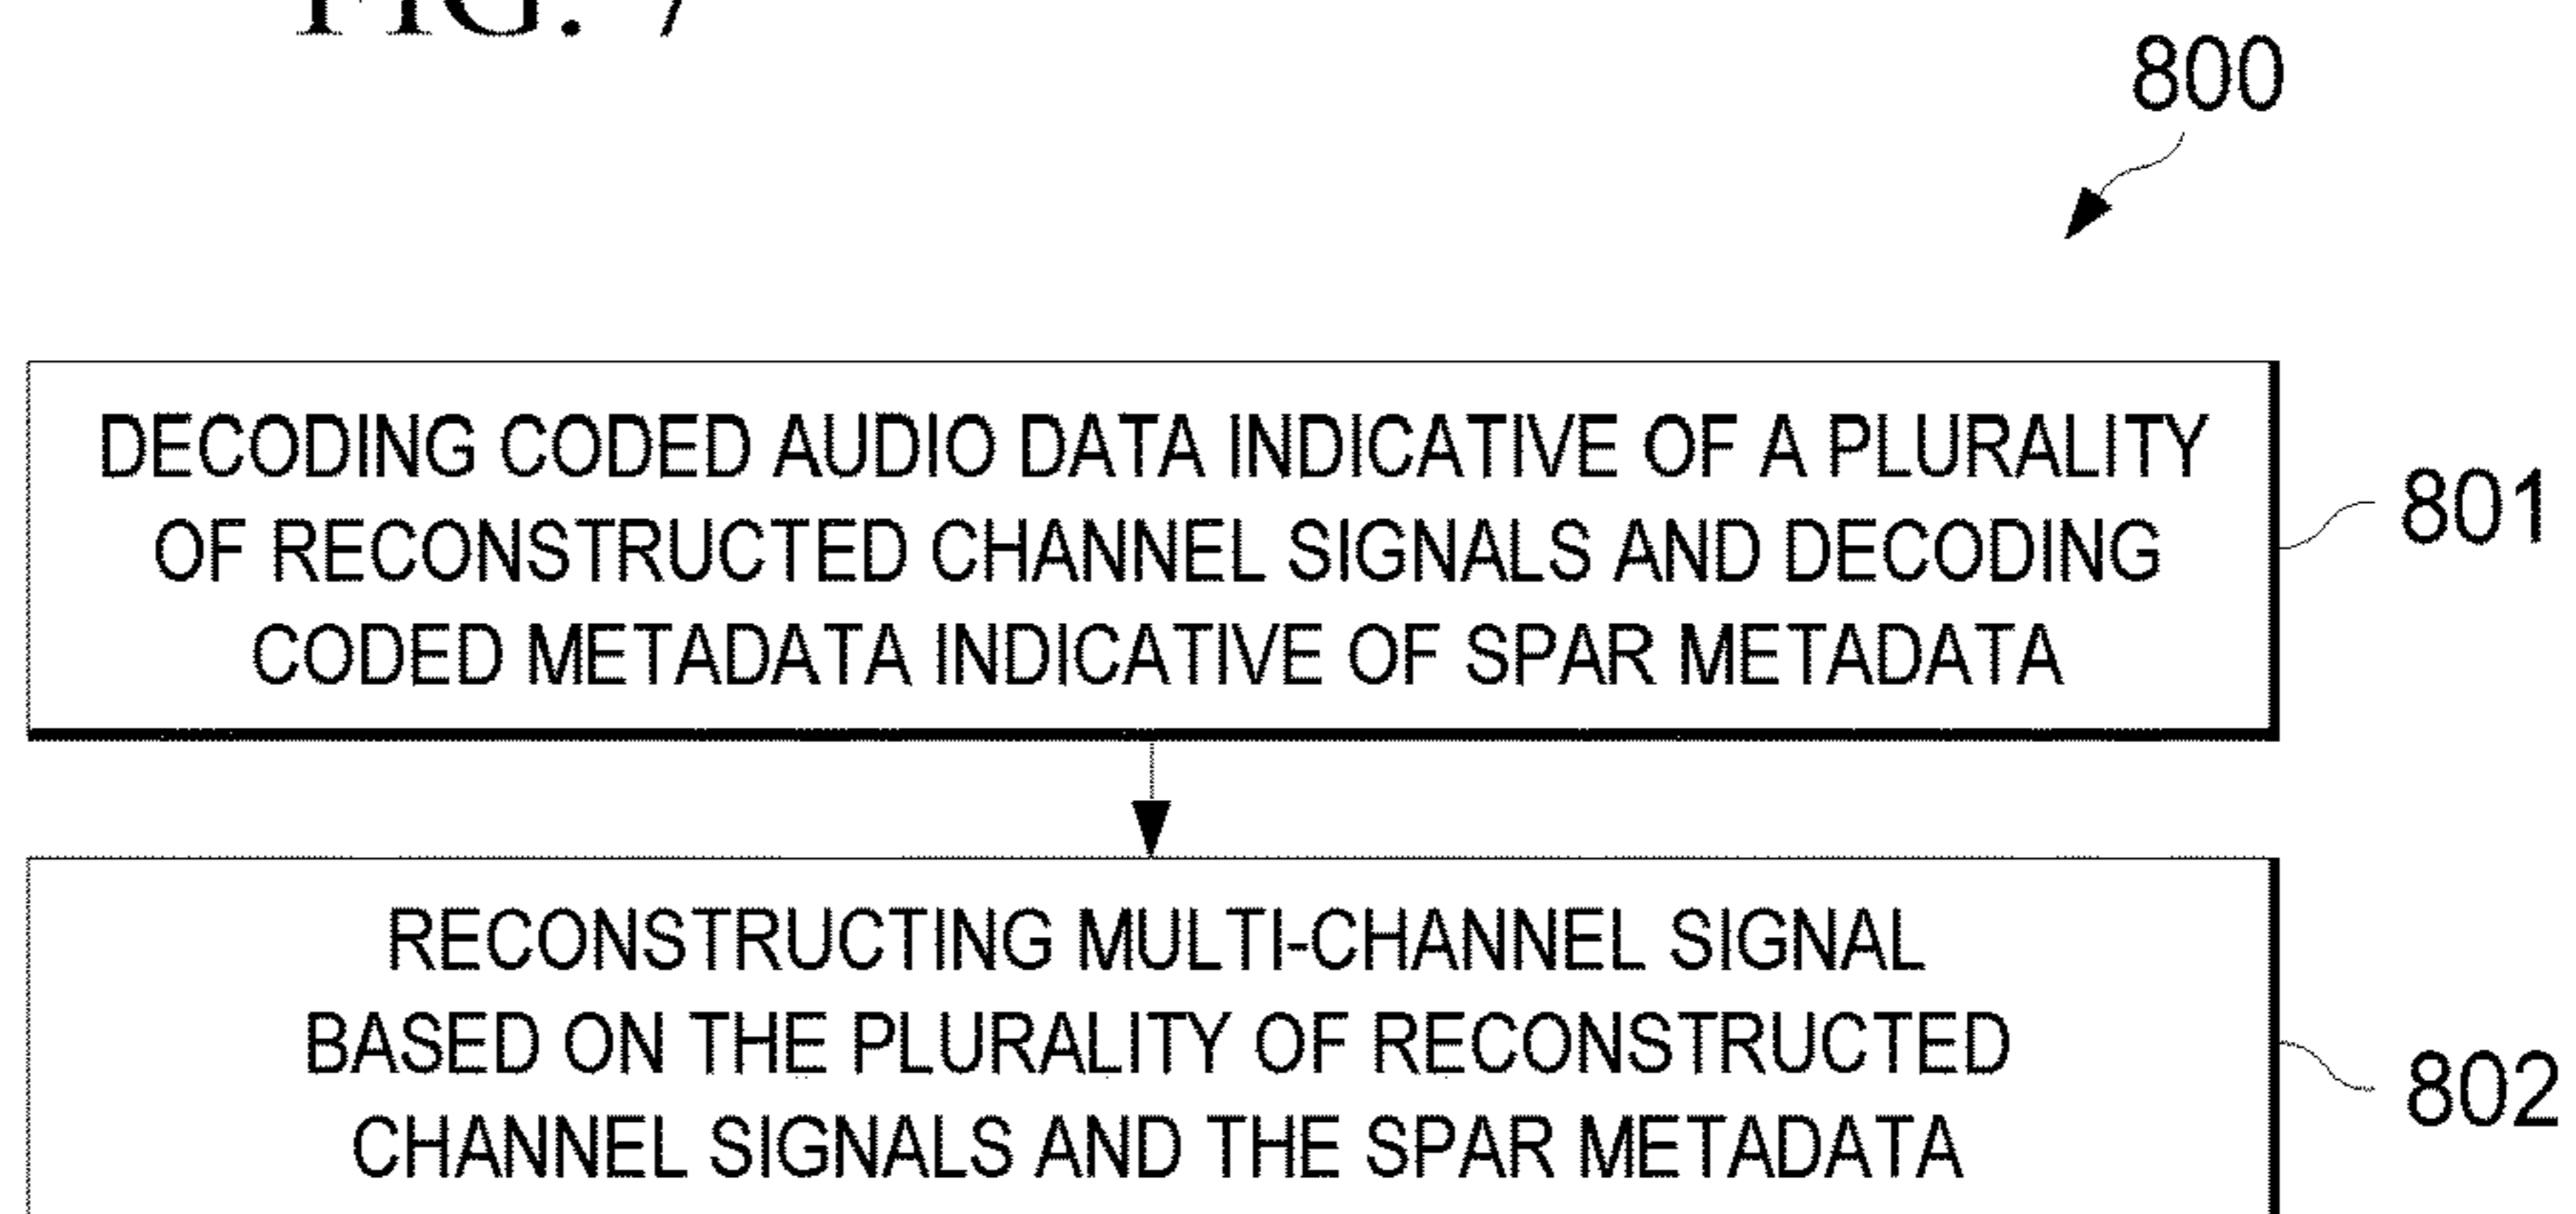 FIG. 7
800
DECODING CODED AUDIO DATA INDICATIVE OF A PLURALITY
OF RECONSTRUCTED CHANNEL SIGNALS AND DECODING
CODED METADATA INDICATIVE OF SPAR METADATA
801
RECONSTRUCTING MULTI-CHANNEL SIGNAL
BASED ON THE PLURALITY OF RECONSTRUCTED
CHANNEL SIGNALS AND THE SPAR METADATA
802